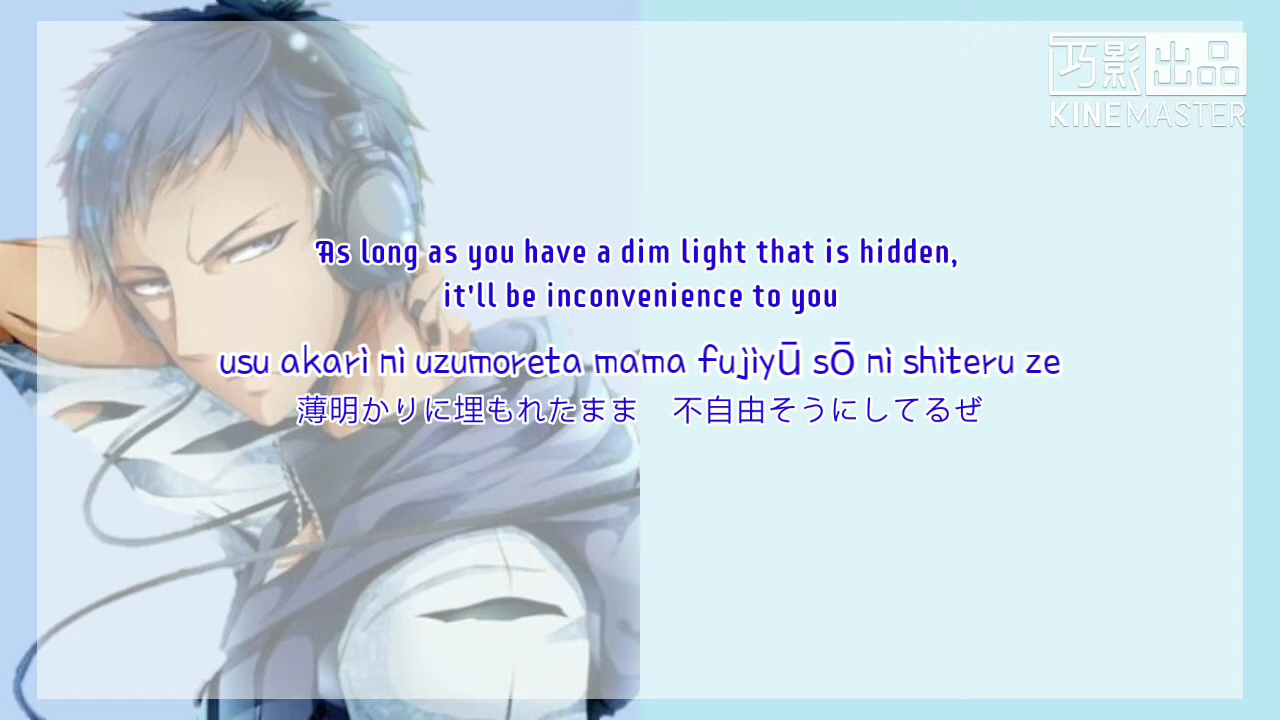 巧影出品
KINEMASTER
As long as you have a dim light that is hidden,
it'll be inconvenience to you
usu akari ni uzumoreta mama fujiyū sō ni shiteru ze
薄明かりに埋もれたまま　不自由そうにしてるぜ